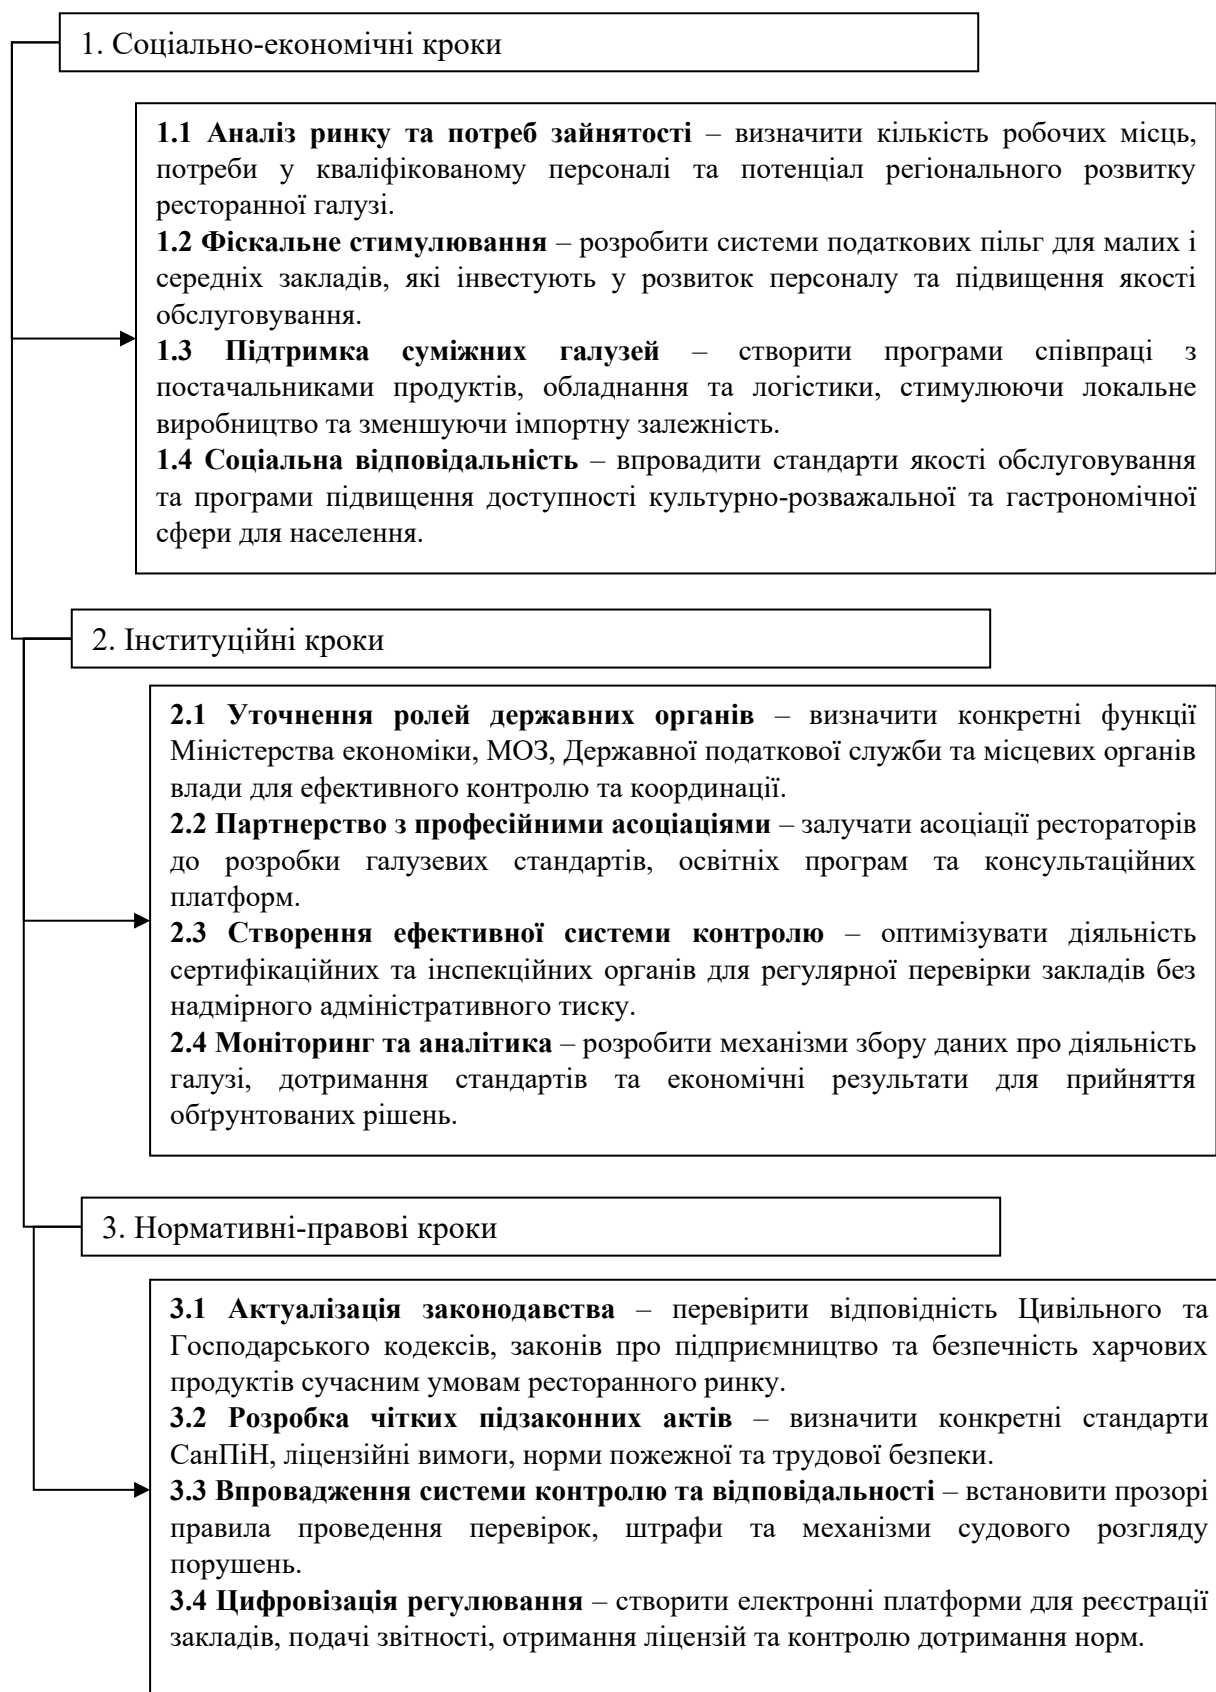 1. Соціально-економічні кроки
1.1 Аналіз ринку та потреб зайнятості – визначити кількість робочих місць,
потреби у кваліфікованому персоналі та потенціал регіонального розвитку
ресторанної галузі.
1.2 Фіскальне стимулювання – розробити системи податкових пільг для малих і
середніх закладів, які інвестують у розвиток персоналу та підвищення якості
обслуговування.
1.3 Підтримка суміжних галузей – створити програми співпраці з
постачальниками продуктів, обладнання та логістики, стимулюючи локальне
виробництво та зменшуючи імпортну залежність.
1.4 Соціальна відповідальність – впровадити стандарти якості обслуговування
та програми підвищення доступності культурно-розважальної та гастрономічної
сфери для населення.
2. Інституційні кроки
2.1 Уточнення ролей державних органів – визначити конкретні функції
Міністерства економіки, МОЗ, Державної податкової служби та місцевих органів
влади для ефективного контролю та координації.
2.2 Партнерство з професійними асоціаціями – залучати асоціації рестораторів
до розробки галузевих стандартів, освітніх програм та консультаційних
платформ.
2.3 Створення ефективної системи контролю – оптимізувати діяльність
сертифікаційних та інспекційних органів для регулярної перевірки закладів без
надмірного адміністративного тиску.
2.4 Моніторинг та аналітика – розробити механізми збору даних про діяльність
галузі, дотримання стандартів та економічні результати для прийняття
обґрунтованих рішень.
3. Нормативні-правові кроки
3.1 Актуалізація законодавства – перевірити відповідність Цивільного та
Господарського кодексів, законів про підприємництво та безпечність харчових
продуктів сучасним умовам ресторанного ринку.
3.2 Розробка чітких підзаконних актів – визначити конкретні стандарти
СанПіН, ліцензійні вимоги, норми пожежної та трудової безпеки.
3.3 Впровадження системи контролю та відповідальності – встановити прозорі
правила проведення перевірок, штрафи та механізми судового розгляду
порушень.
3.4 Цифровізація регулювання – створити електронні платформи для реєстрації
закладів, подачі звітності, отримання ліцензій та контролю дотримання норм.